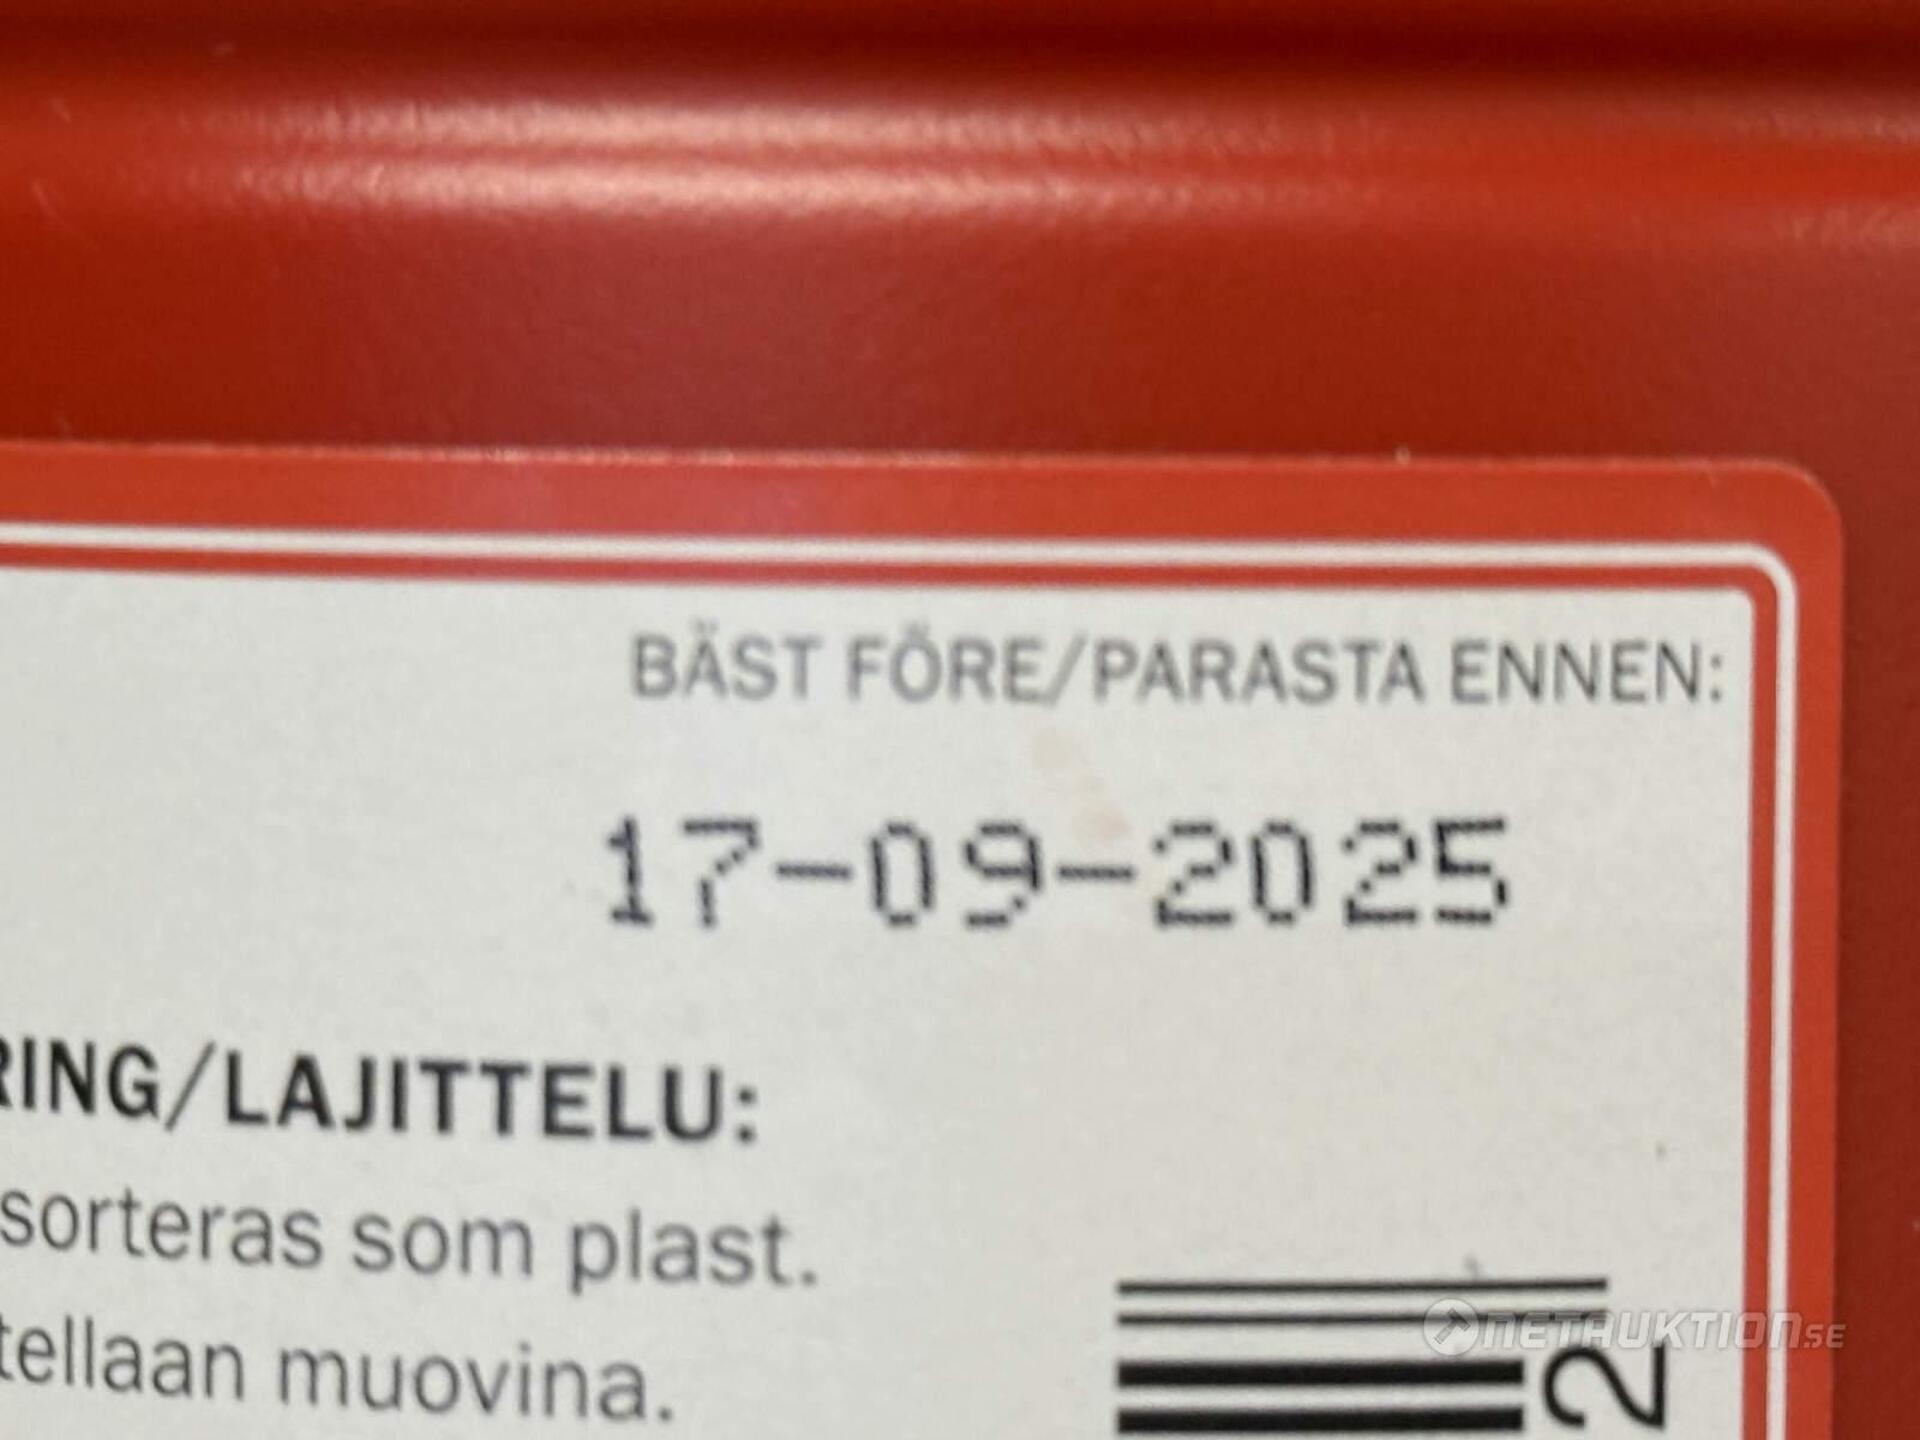 BÄST FÖRE/PARASTA ENNEN:
17-09-2025
RING/LAJITTELU:
sorteras som plast.
tellaan muovina.
2
NETAUKTION.SE